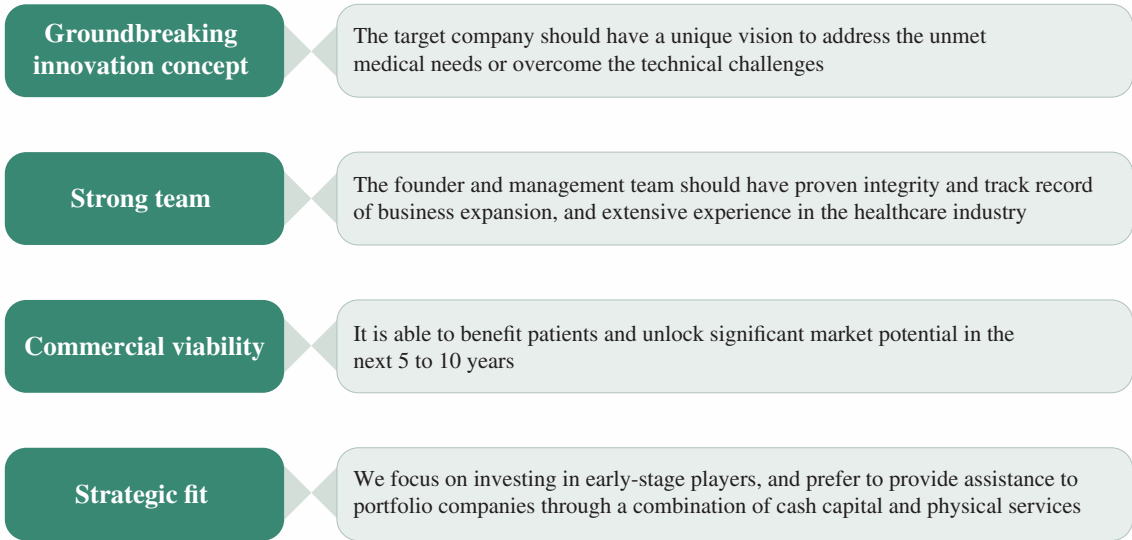 Groundbreaking
innovation concept
The target company should have a unique vision to address the unmet
medical needs or overcome the technical challenges
Strong team
The founder and management team should have proven integrity and track record
of business expansion, and extensive experience in the healthcare industry
Commercial viability
It is able to benefit patients and unlock significant market potential in the
next 5 to 10 years
Strategic fit
We focus on investing in early-stage players, and prefer to provide assistance to
portfolio companies through a combination of cash capital and physical services